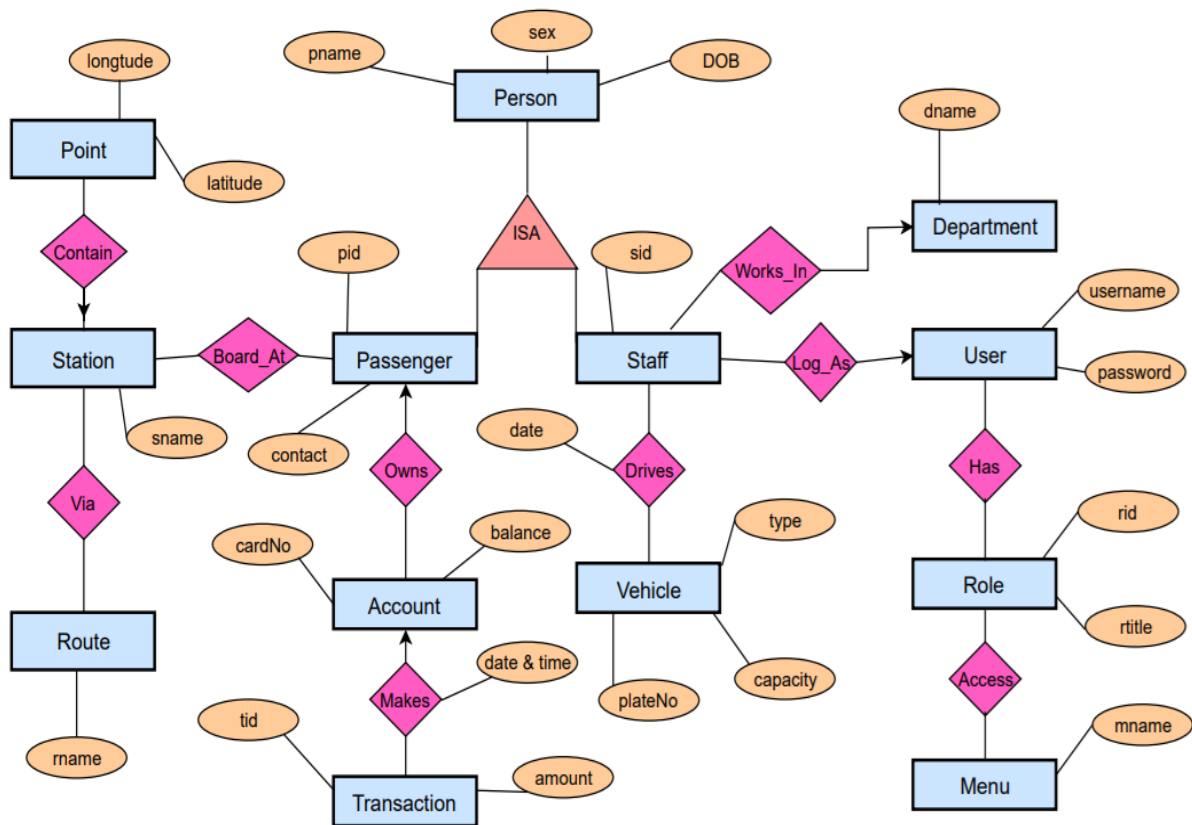 sex
pname
DOB
longtude
Person
dname
Point
latitude
ISA
Department
Contain
pid
sid
Works_In
username
Station
Board_At
Passenger
Staff
Log_As
User
password
sname
contact
date
Owns
Drives
Has
Via
cardNo
balance
type
rid
Account
Vehicle
Role
Route
date & time
rtitle
Makes
plateNo
capacity
Access
tid
mname
rname
amount
Transaction
Menu